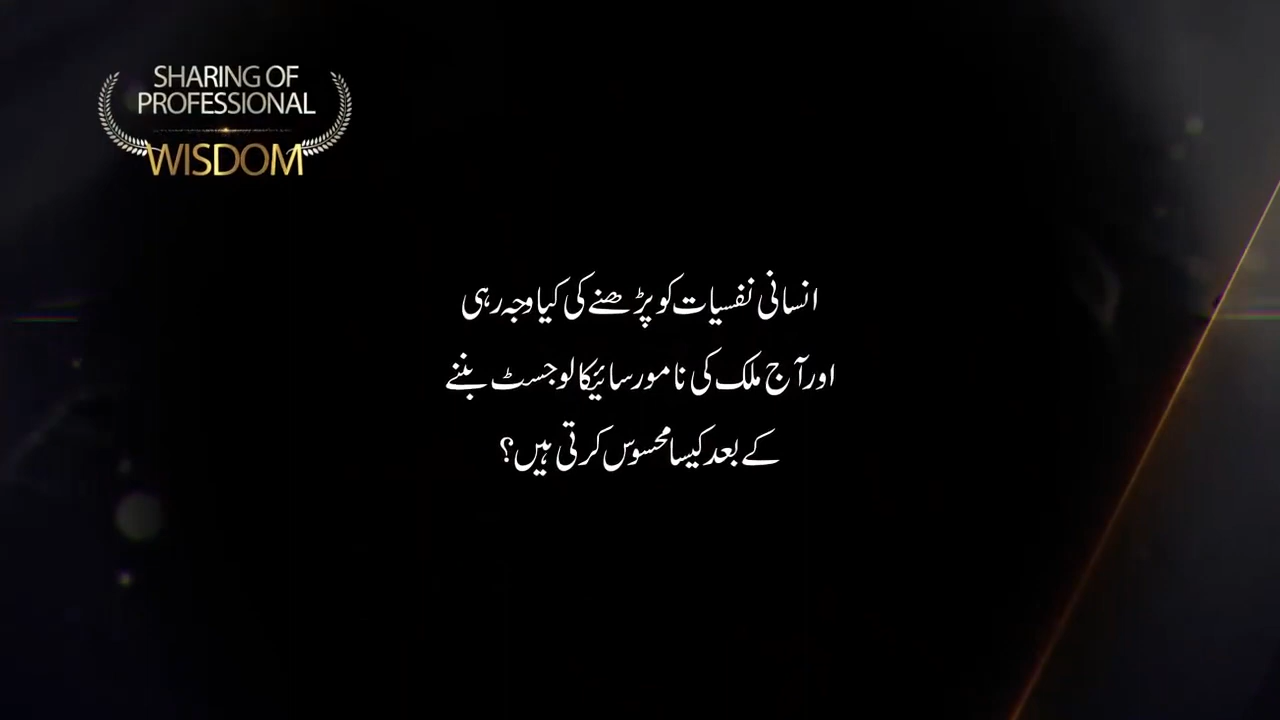 SHARING OF
PROFESSIONAL
WISDOM
انسانی نفسیات کو پڑھنے کی کیا وجہ رہی
اور آج ملک کی نامور سائیکالوجسٹ بننے
کے بعد کیسا محسوس کرتی ہیں؟